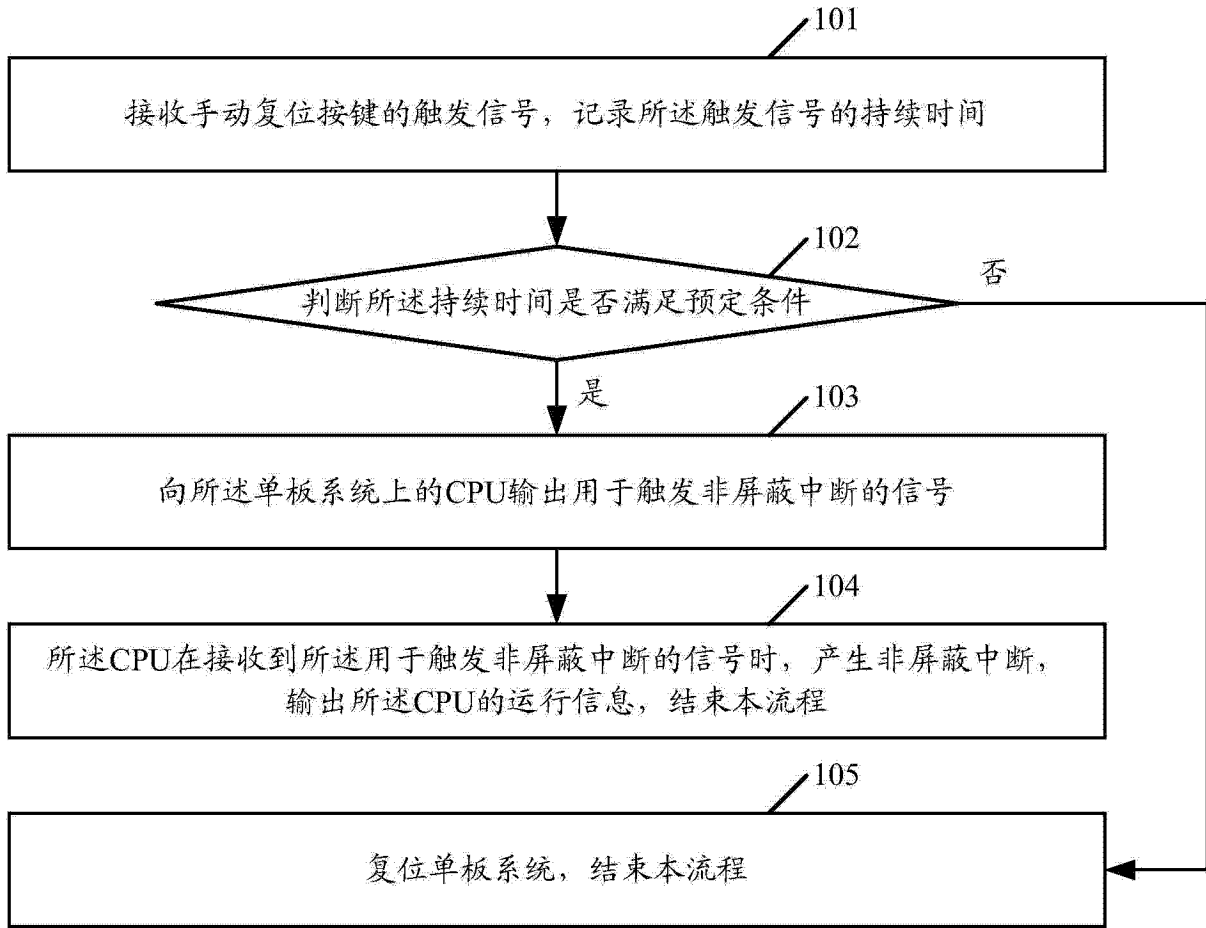 101
接收手动复位按键的触发信号，记录所述触发信号的持续时间
102
判断所述持续时间是否满足预定条件
否
是
103
向所述单板系统上的CPU输出用于触发非屏蔽中断的信号
104
所述CPU在接收到所述用于触发非屏蔽中断的信号时，产生非屏蔽中断，
输出所述CPU的运行信息，结束本流程
105
复位单板系统，结束本流程